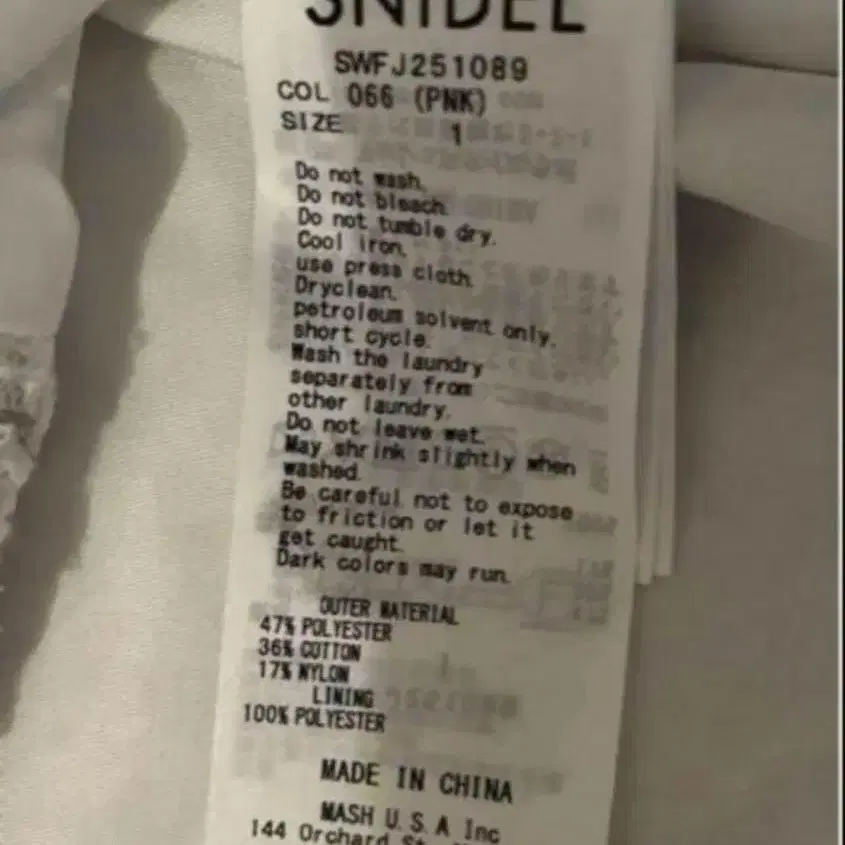 SNIDEL
SWFJ251089
COL 066 (PNK)
SIZE 1
Do not wash.
Do not bleach.
Do not tumble dry.
Cool iron.
use press cloth.
Dryclean.
petroleum solvent only.
short cycle.
Wash the laundry
separately from
other laundry.
Do not leave wet.
May shrink slightly when
washed.
Be careful not to expose
to friction or let it
get caught.
Dark colors may run.
OUTER MATERIAL
47% POLYESTER
36% COTTON
17% NYLON
LINING
100% POLYESTER
MADE IN CHINA
MASH U.S.A Inc
144 Orchard St.